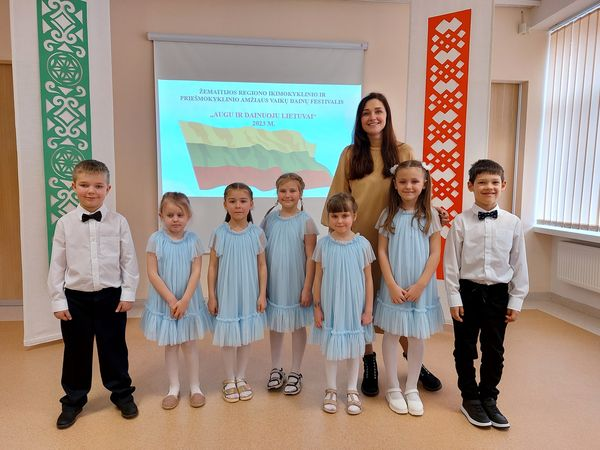 ŽEMAITIJOS REGIONO IKIMOKYKLINIO IR
PRIEŠMOKYKLINIO AMŽIAUS VAIKŲ DAINŲ FESTIVALIS
„AUGU IR DAINUOJU LIETUVAI“
2023 M.